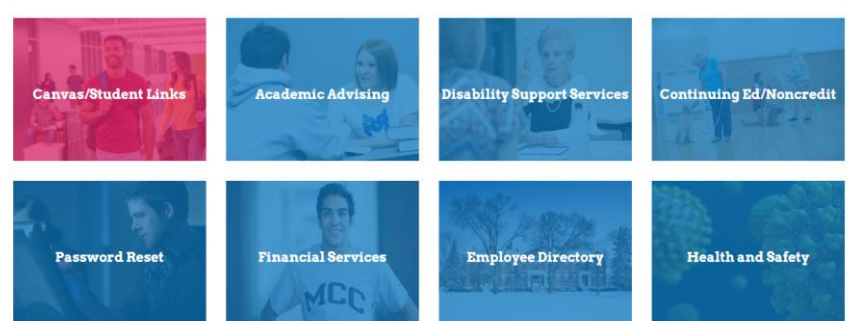 Canvas/Student Links
Academic Advising
Disability Support Services
Continuing Ed/Noncredit
Password Reset
Financial Services
MCC
Employee Directory
Health and Safety